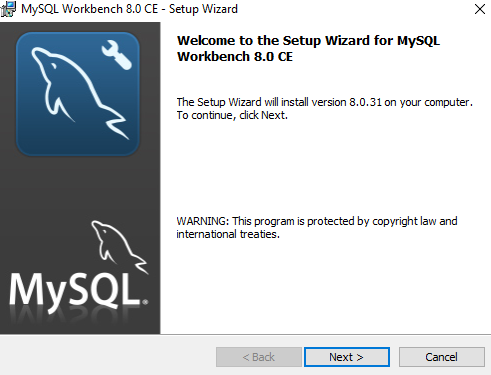 MySQL Workbench 8.0 CE - Setup Wizard
Welcome to the Setup Wizard for MySQL
Workbench 8.0 CE
The Setup Wizard will install version 8.0.31 on your computer.
To continue, click Next.
WARNING: This program is protected by copyright law and
international treaties.
MySQL®
< Back
Next >
Cancel